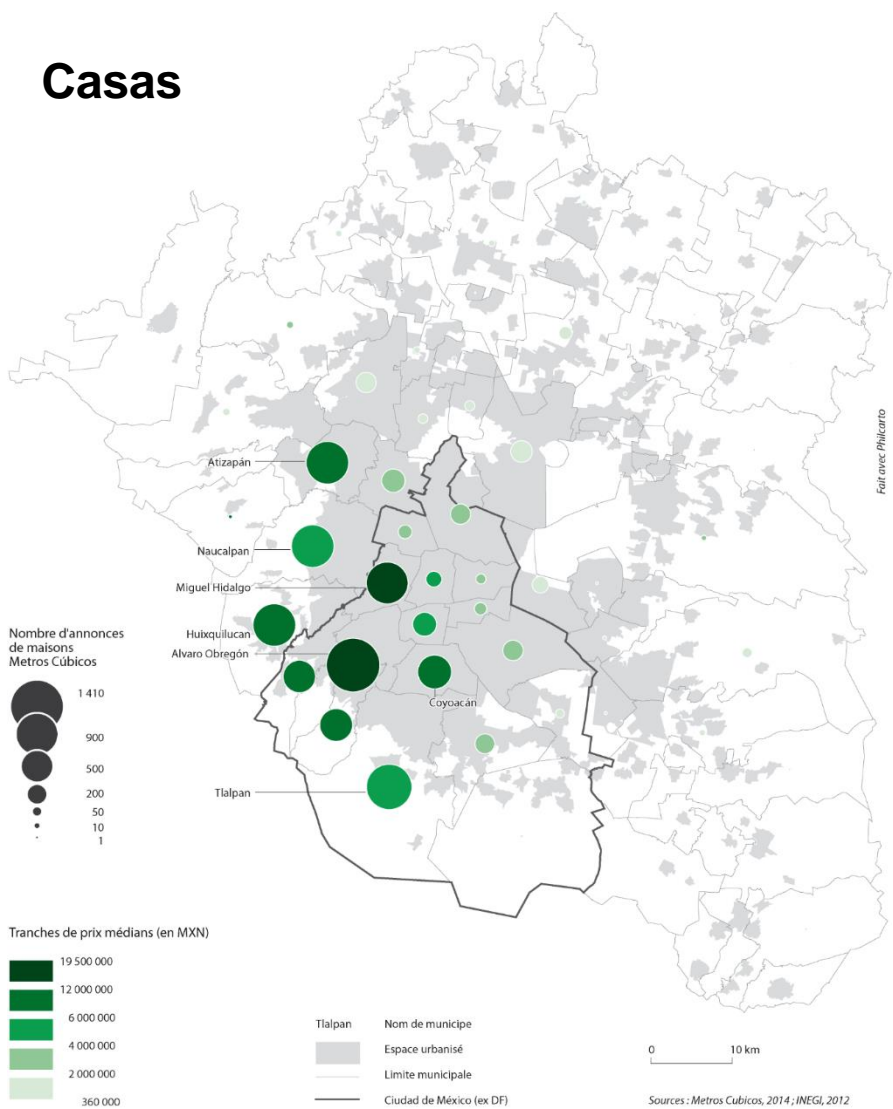 Casas
Fait avec Philcarto
Atizapán
Naucalpan
Miguel Hidalgo
Huixquilucan
Alvaro Obregón
Coyoacán
Tlalpan
Nombre d'annonces
de maisons
Metros Cúbicos
1 410
900
500
200
50
10
1
Tranches de prix médians (en MXN)
19 500 000
12 000 000
6 000 000
4 000 000
2 000 000
360 000
Tlalpan Nom de municipe
Espace urbanisé
Limite municipale
Ciudad de México (ex DF)
0 10 km
Sources : Metros Cubicos, 2014 ; INEGI, 2012